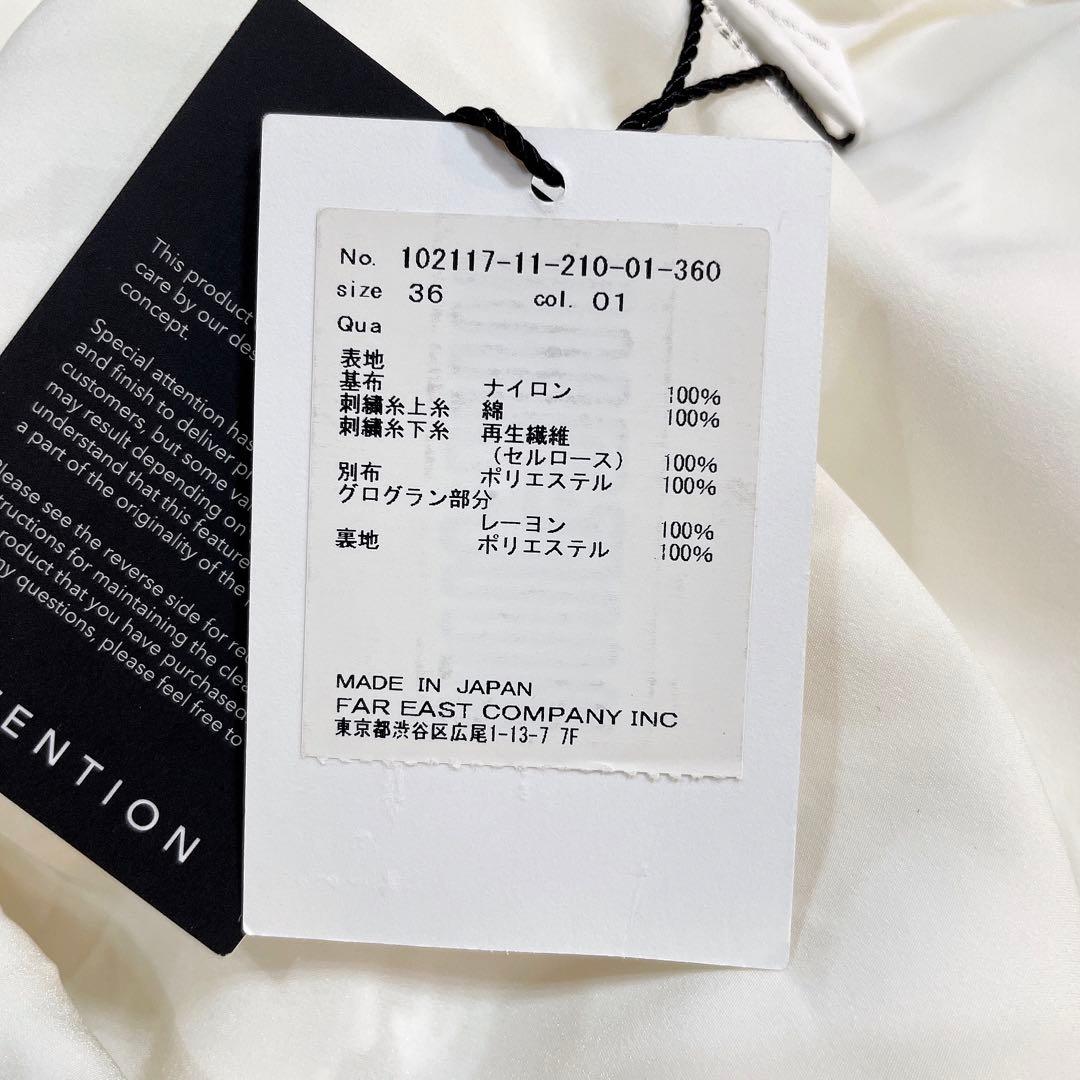 No. 102117-11-210-01-360
size 36 col. 01
Qua
表地
基布 ナイロン 100%
刺繍糸上糸 綿 100%
刺繍糸下糸 再生繊維
(セルロース) 100%
別布 ポリエステル 100%
グログラン部分
レーヨン 100%
裏地 ポリエステル 100%
MADE IN JAPAN
FAR EAST COMPANY INC
東京都渋谷区広尾1-13-7 7F
This product
care by our
concept.
Special attention has
and finish to deliver
customers, but some
may result depending on
understand that this feature
a part of the originality of the
Please see the reverse side for
for maintaining the
product that you have purchased
any questions, please feel free to
ENTION